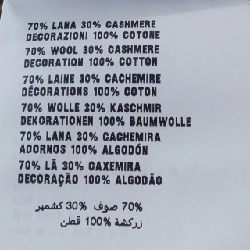 70% LANA 30% CASHMERE
DECORAZIONI 100% COTONE
70% WOOL 30% CASHMERE
DECORATION 100% COTTON
70% LAINE 30% CACHEMIRE
DÉCORATIONS 100% COTON
70% WOLLE 30% KASCHMIR
DEKORATIONEN 100% BAUMWOLLE
70% LANA 30% CACHEMIRA
ADORNOS 100% ALGODÓN
70% LÃ 30% CAXEMIRA
DECORAÇÃO 100% ALGODÃO
70% صوف 30% كشمير
زركشة 100% قطن